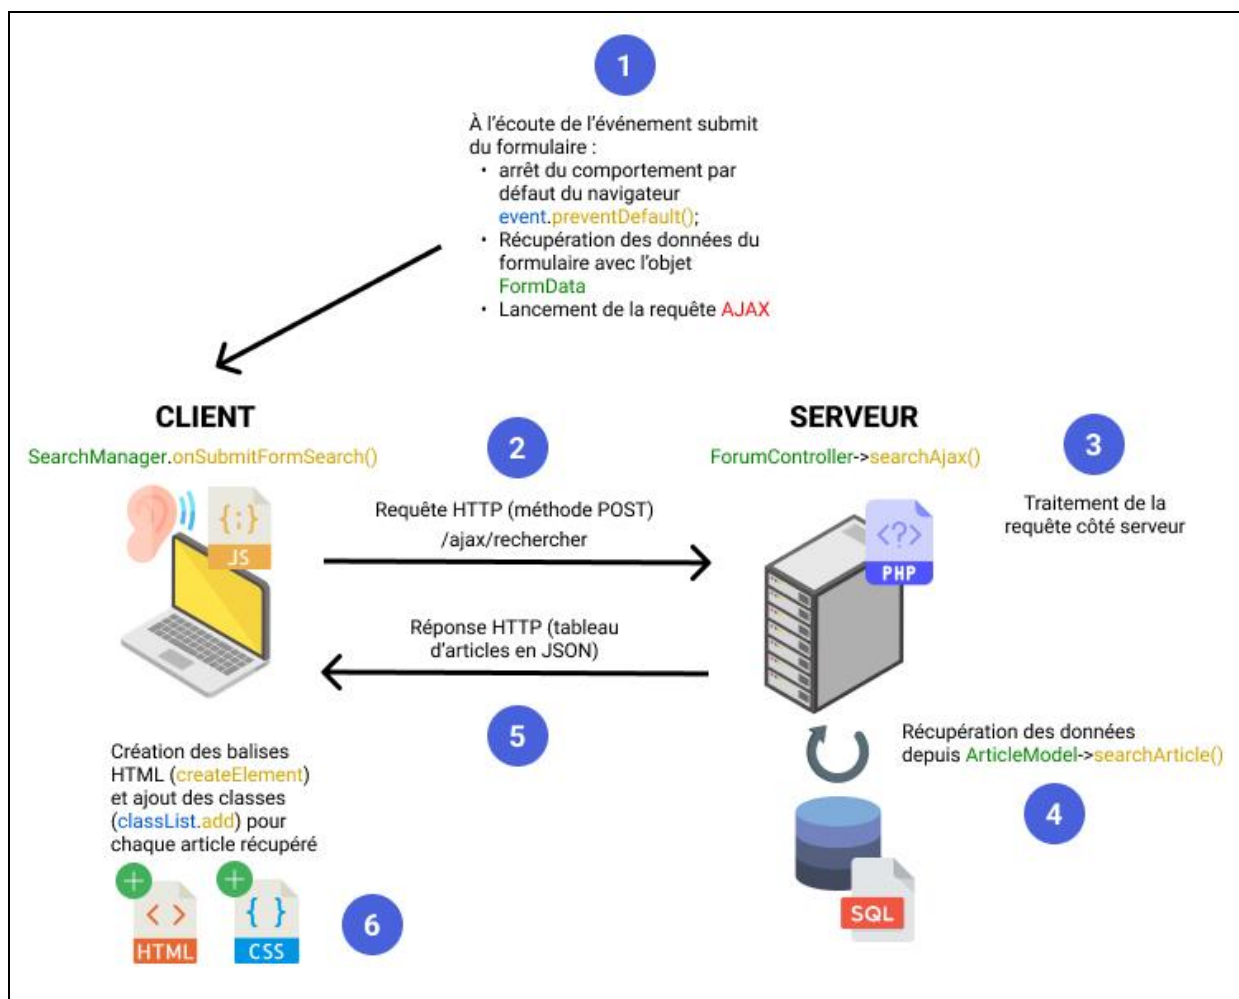 1
À l'écoute de l'événement submit
du formulaire :
• arrêt du comportement par
défaut du navigateur
event.preventDefault();
• Récupération des données du
formulaire avec l'objet
FormData
• Lancement de la requête AJAX
CLIENT
SearchManager.onSubmitFormSearch()
{;}
JS
2
Requête HTTP (méthode POST)
/ajax/rechercher
SERVEUR
ForumController->searchAjax()
<?>
PHP
3
Traitement de la
requête côté serveur
Réponse HTTP (tableau
d'articles en JSON)
5
Récupération des données
depuis ArticleModel->searchArticle()
4
SQL
Création des balises
HTML (createElement)
et ajout des classes
(classList.add) pour
chaque article récupéré
< >
HTML
{ }
CSS
6